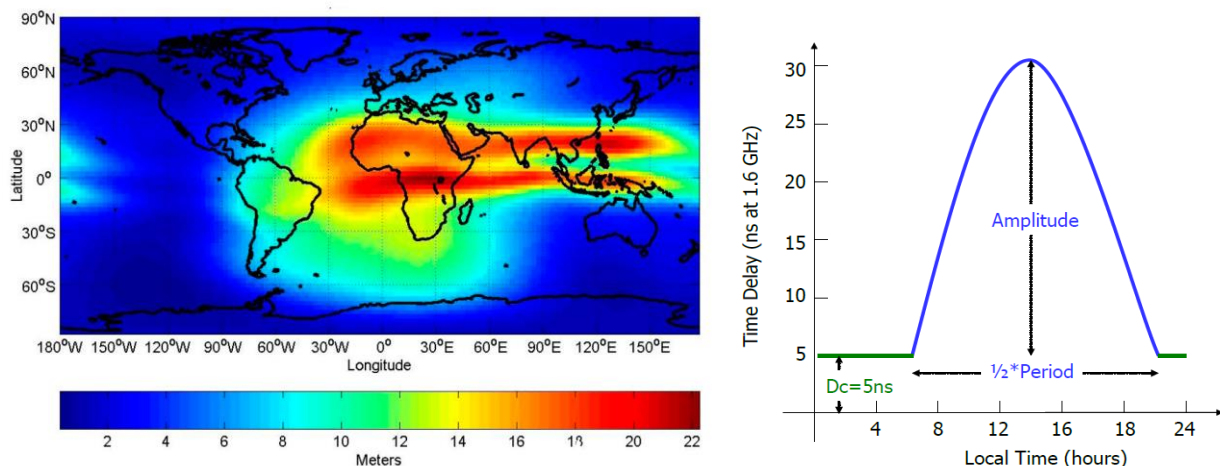 90°N
60°N
30°N
0°
30°S
60°S
Latitude
180°W 150°W 120°W 90°W 60°W 30°W 0° 30°E 60°E 90°E 120°E 150°E
Longitude
2 4 6 8 10 12 14 16 18 20 22
Meters
Time Delay (ns at 1.6 GHz)
30
25
20
15
10
5
Amplitude
½*Period
Dc=5ns
4 8 12 14 18 24
Local Time (hours)